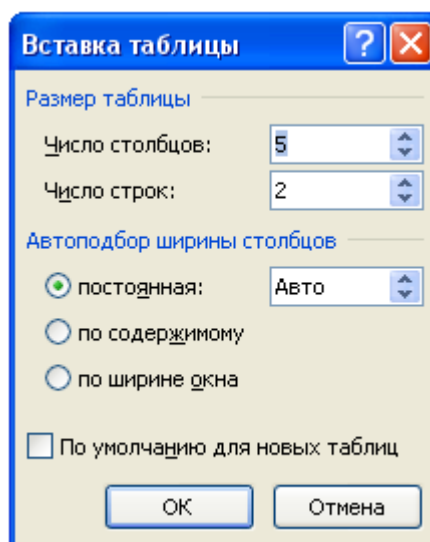 Вставка таблицы ?
Размер таблицы
Число столбцов: 5
Число строк: 2
Автоподбор ширины столбцов
постоянная: Авто
по содержимому
по ширине окна
По умолчанию для новых таблиц
ОК Отмена